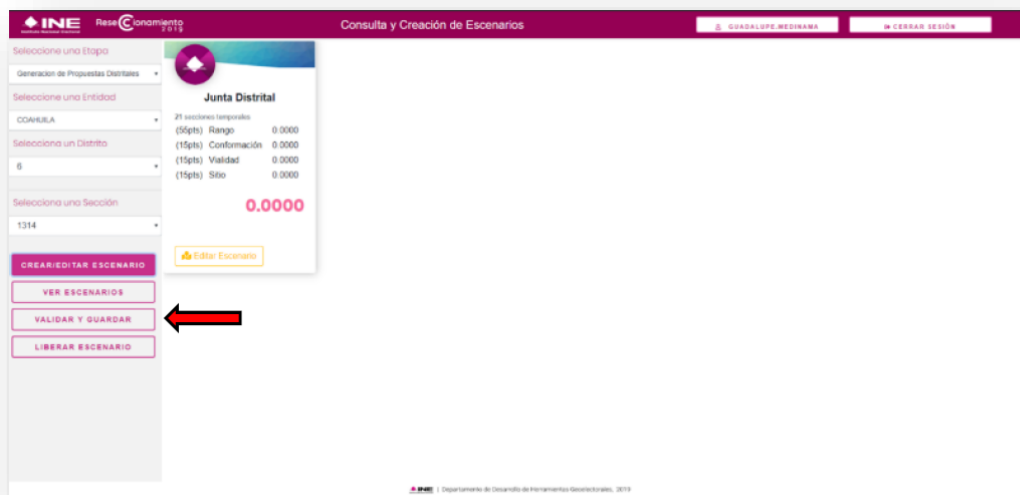 INE
Instituto Nacional Electoral
Reseccionamiento
2019
Consulta y Creación de Escenarios
GUADALUPE.MEDINAMA
CERRAR SESIÓN
Seleccione una Etapa
Generacion de Propuestas Distritales
Seleccione una Entidad
COAHUILA
Selecciona un Distrito
6
Selecciona una Sección
1314
CREAR/EDITAR ESCENARIO
VER ESCENARIOS
VALIDAR Y GUARDAR
LIBERAR ESCENARIO
Junta Distrital
21 secciones temporales
(55pts) Rango 0.0000
(15pts) Conformación 0.0000
(15pts) Vialidad 0.0000
(15pts) Sitio 0.0000
0.0000
Editar Escenario
INE | Departamento de Desarrollo de Herramientas Geoelectorales, 2019